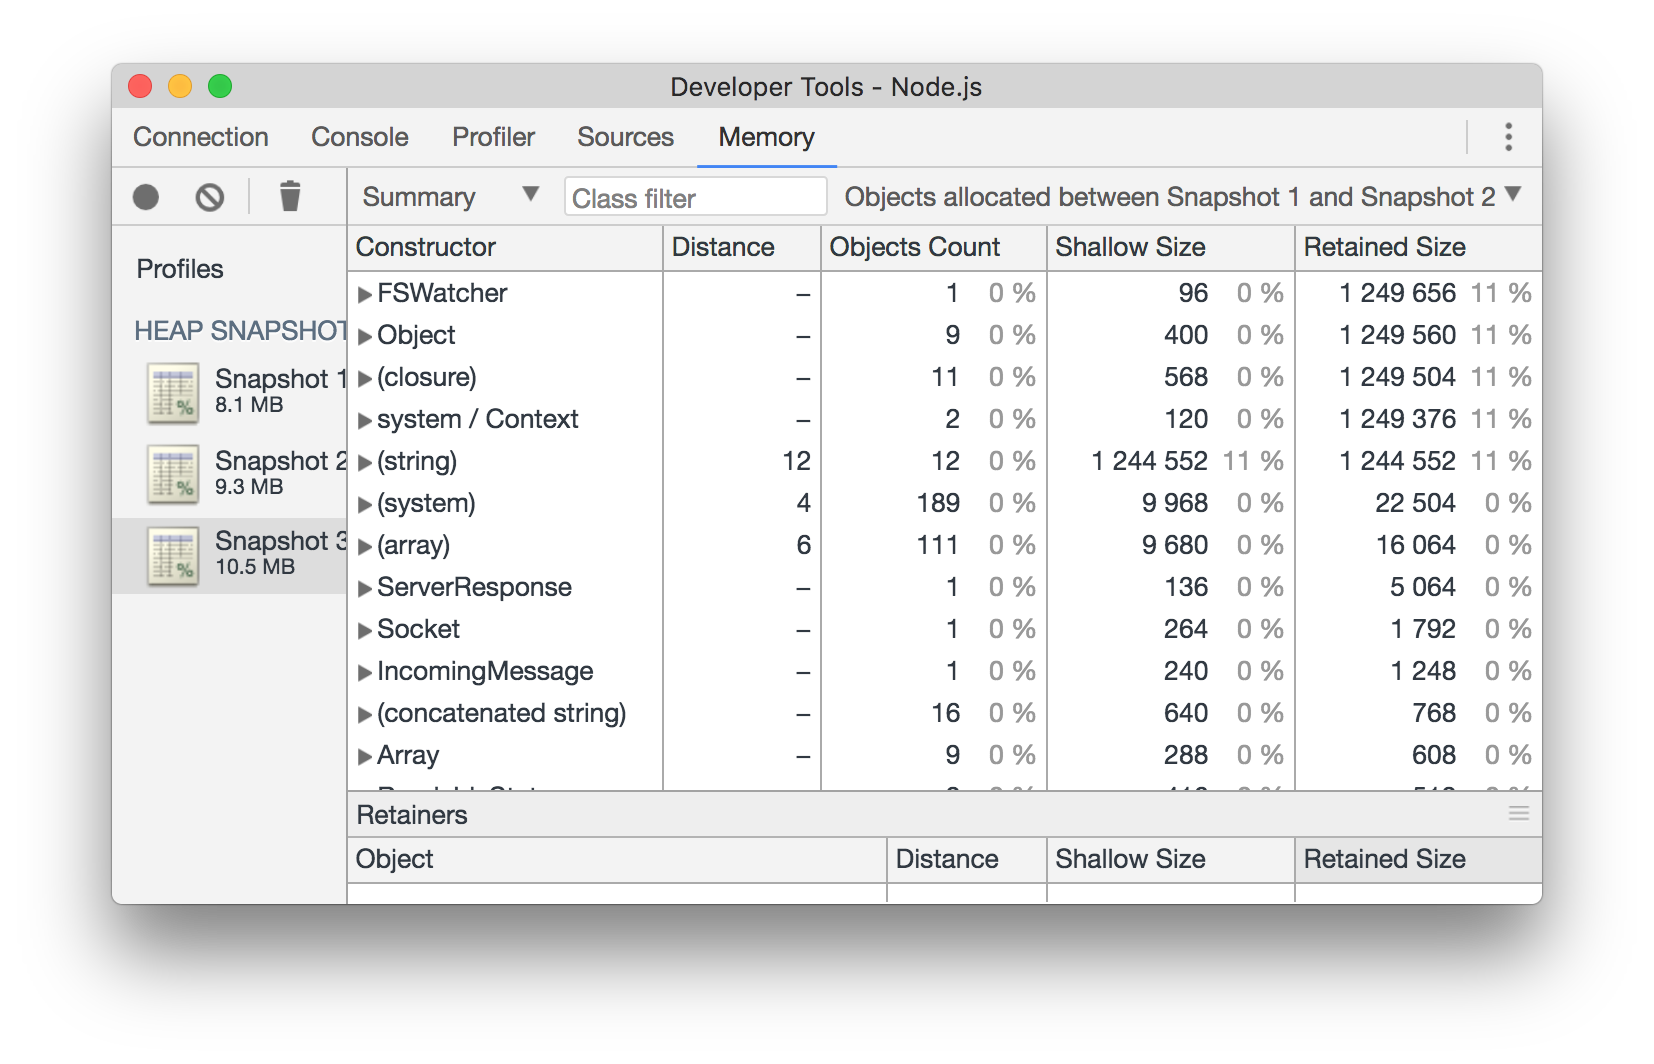 Developer Tools - Node.js
Connection Console Profiler Sources Memory
Summary Class filter Objects allocated between Snapshot 1 and Snapshot 2
Profiles
HEAP SNAPSHOT
Snapshot 1
8.1 MB
Snapshot 2
9.3 MB
Snapshot 3
10.5 MB
Constructor Distance Objects Count Shallow Size Retained Size
FSWatcher – 1 0 % 96 0 % 1 249 656 11 %
Object – 9 0 % 400 0 % 1 249 560 11 %
(closure) – 11 0 % 568 0 % 1 249 504 11 %
system / Context – 2 0 % 120 0 % 1 249 376 11 %
(string) 12 12 0 % 1 244 552 11 % 1 244 552 11 %
(system) 4 189 0 % 9 968 0 % 22 504 0 %
(array) 6 111 0 % 9 680 0 % 16 064 0 %
ServerResponse – 1 0 % 136 0 % 5 064 0 %
Socket – 1 0 % 264 0 % 1 792 0 %
IncomingMessage – 1 0 % 240 0 % 1 248 0 %
(concatenated string) – 16 0 % 640 0 % 768 0 %
Array – 9 0 % 288 0 % 608 0 %
Retainers
Object Distance Shallow Size Retained Size